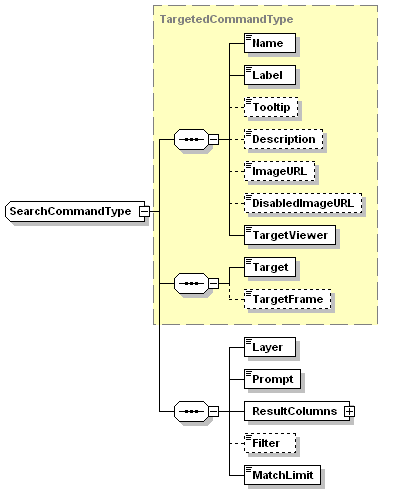 TargetedCommandType
Name
Label
Tooltip
Description
ImageURL
DisabledImageURL
TargetViewer
SearchCommandType
Target
TargetFrame
Layer
Prompt
ResultColumns
Filter
MatchLimit